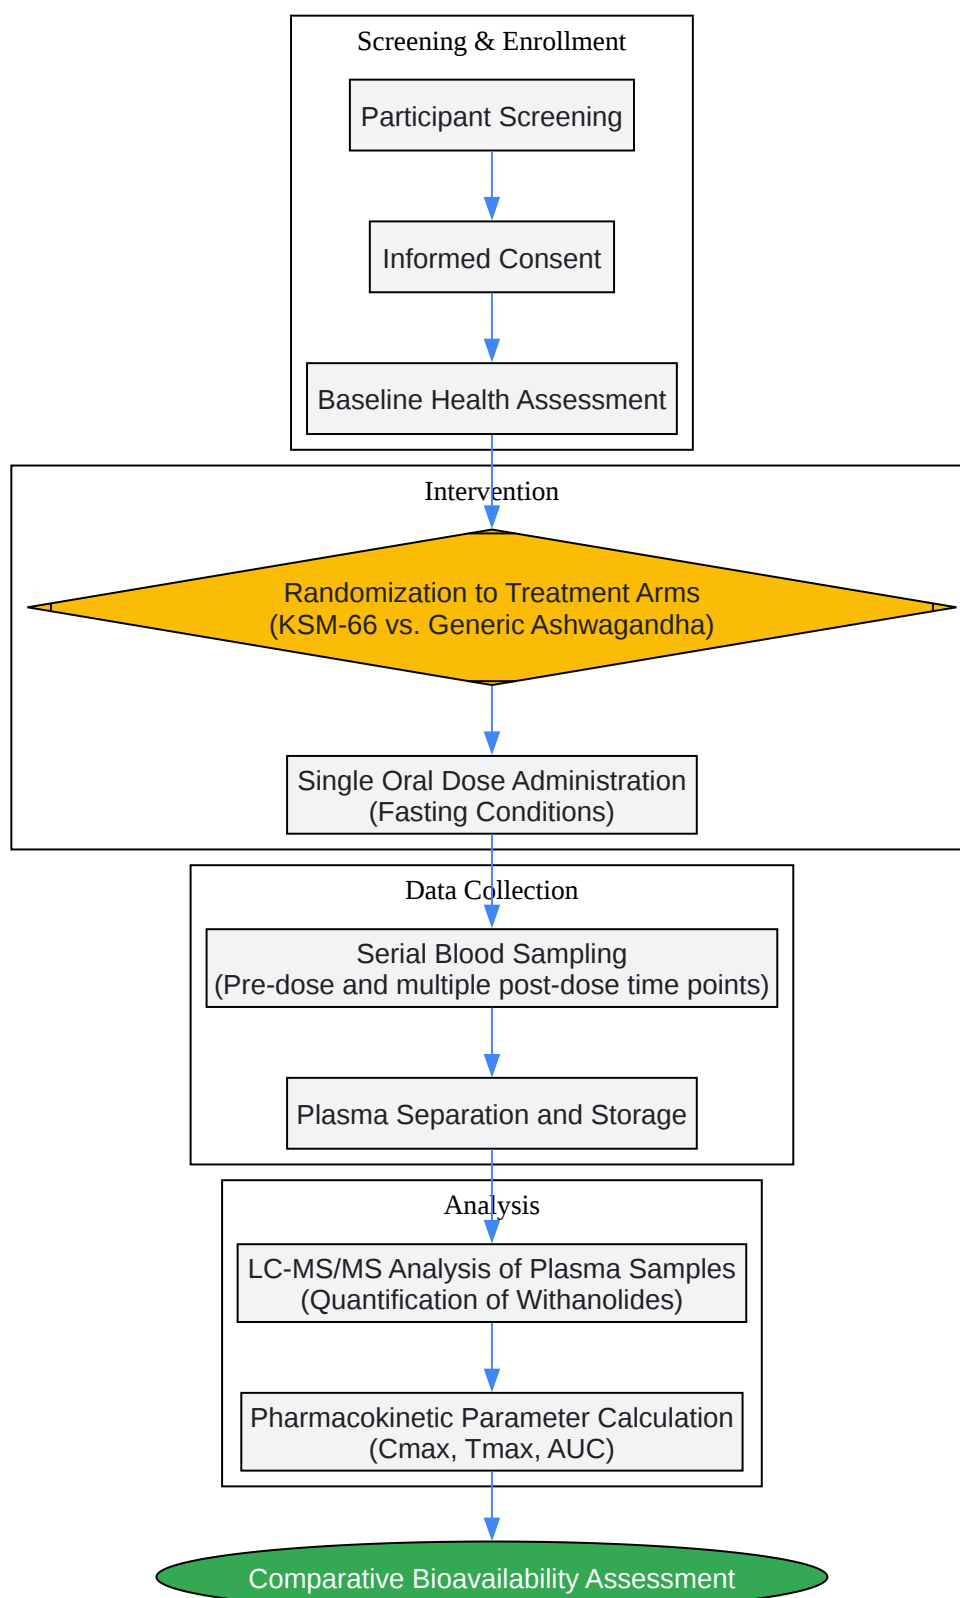 Screening & Enrollment
Participant Screening
Informed Consent
Baseline Health Assessment
Intervention
Randomization to Treatment Arms
(KSM-66 vs. Generic Ashwagandha)
Single Oral Dose Administration
(Fasting Conditions)
Data Collection
Serial Blood Sampling
(Pre-dose and multiple post-dose time points)
Plasma Separation and Storage
Analysis
LC-MS/MS Analysis of Plasma Samples
(Quantification of Withanolides)
Pharmacokinetic Parameter Calculation
(Cmax, Tmax, AUC)
Comparative Bioavailability Assessment